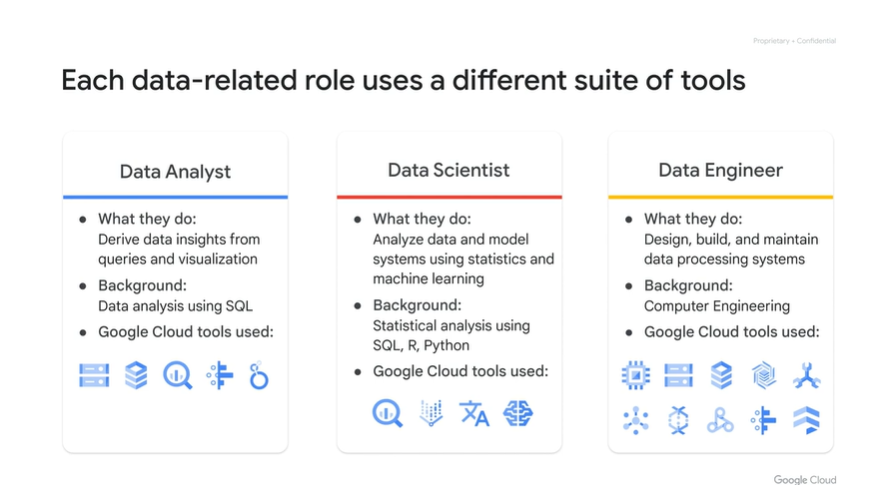 Proprietary + Confidential
Each data-related role uses a different suite of tools
Data Analyst
● What they do:
Derive data insights from
queries and visualization
● Background:
Data analysis using SQL
● Google Cloud tools used:
Data Scientist
● What they do:
Analyze data and model
systems using statistics and
machine learning
● Background:
Statistical analysis using
SQL, R, Python
● Google Cloud tools used:
Data Engineer
● What they do:
Design, build, and maintain
data processing systems
● Background:
Computer Engineering
● Google Cloud tools used:
Google Cloud